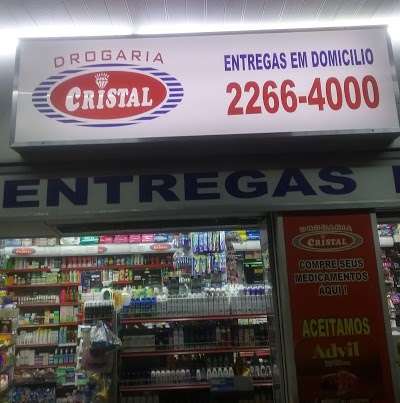 DROGARIA
CRISTAL
ENTREGAS EM DOMICILIO
2266-4000
ENTREGAS
DROGARIA
CRISTAL
COMPRE SEUS
MEDICAMENTOS
AQUI !
ACEITAMOS
Advil